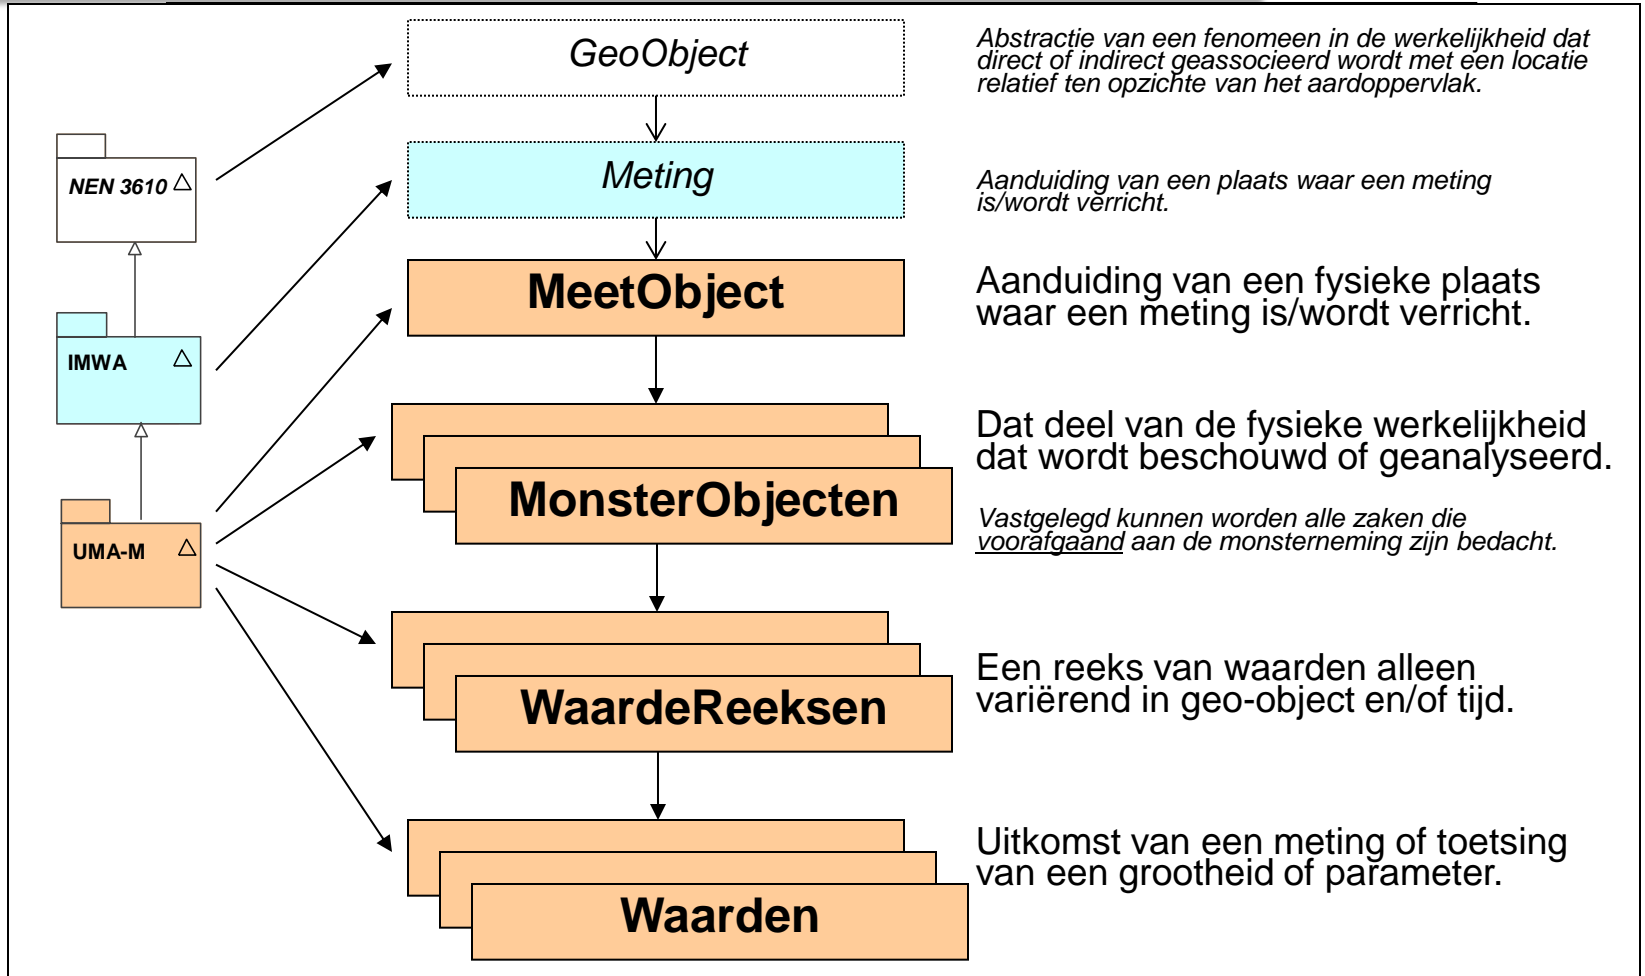 GeoObject
Abstractie van een fenomeen in de werkelijkheid dat
direct of indirect geassocieerd wordt met een locatie
relatief ten opzichte van het aardoppervlak.
NEN 3610
Meting
Aanduiding van een plaats waar een meting
is/wordt verricht.
MeetObject
Aanduiding van een fysieke plaats
waar een meting is/wordt verricht.
IMWA
Dat deel van de fysieke werkelijkheid
dat wordt beschouwd of geanalyseerd.
MonsterObjecten
Vastgelegd kunnen worden alle zaken die
voorafgaand aan de monsterneming zijn bedacht.
UMA-M
Een reeks van waarden alleen
variërend in geo-object en/of tijd.
WaardeReeksen
Uitkomst van een meting of toetsing
van een grootheid of parameter.
Waarden